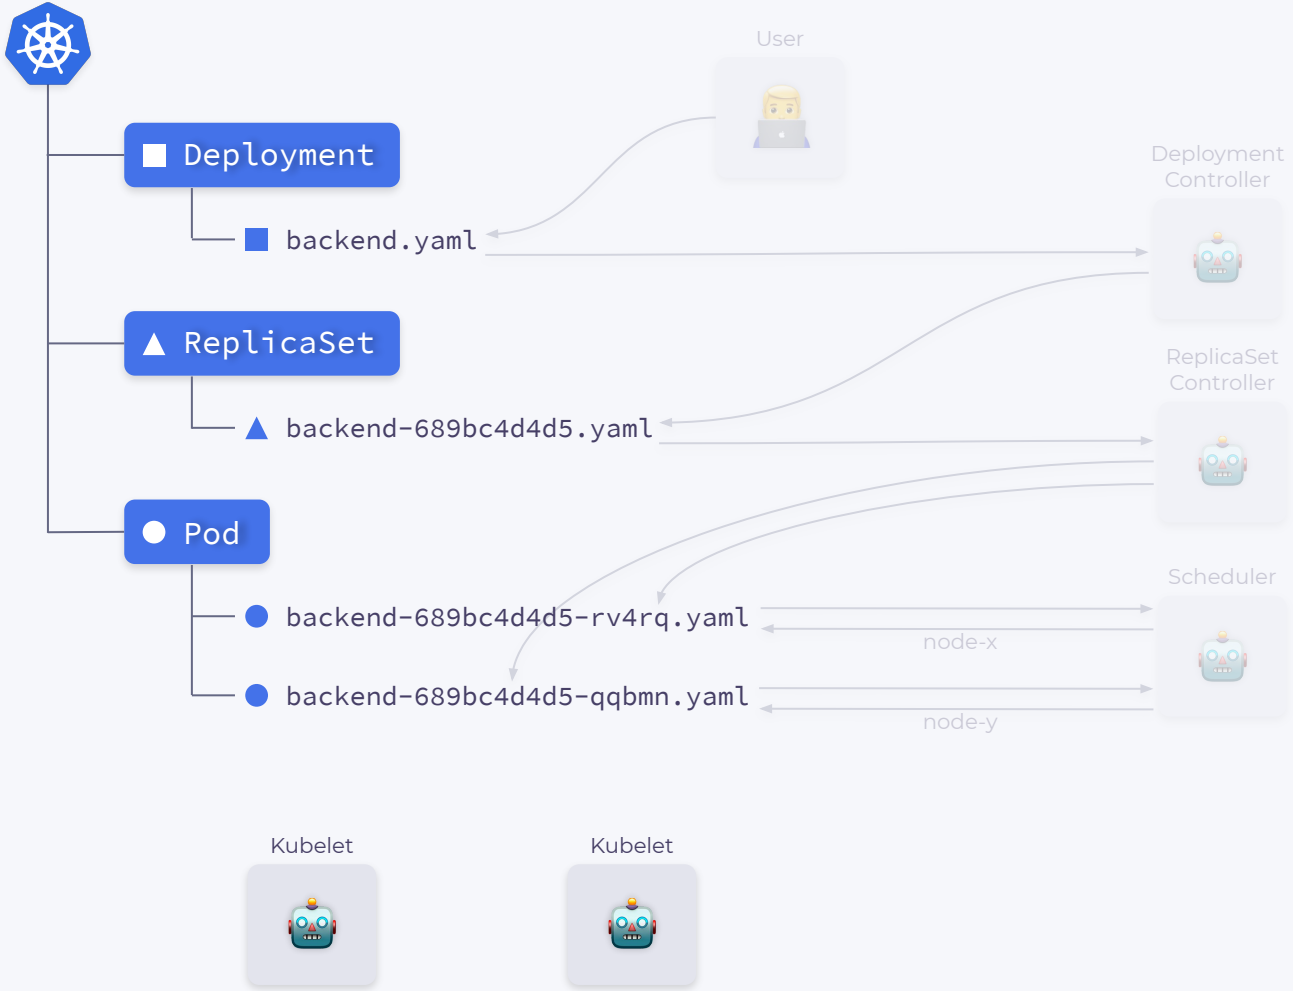 User
Deployment
Deployment
Controller
backend.yaml
ReplicaSet
ReplicaSet
Controller
backend-689bc4d4d5.yaml
Pod
Scheduler
backend-689bc4d4d5-rv4rq.yaml
node-x
backend-689bc4d4d5-qqbmn.yaml
node-y
Kubelet
Kubelet